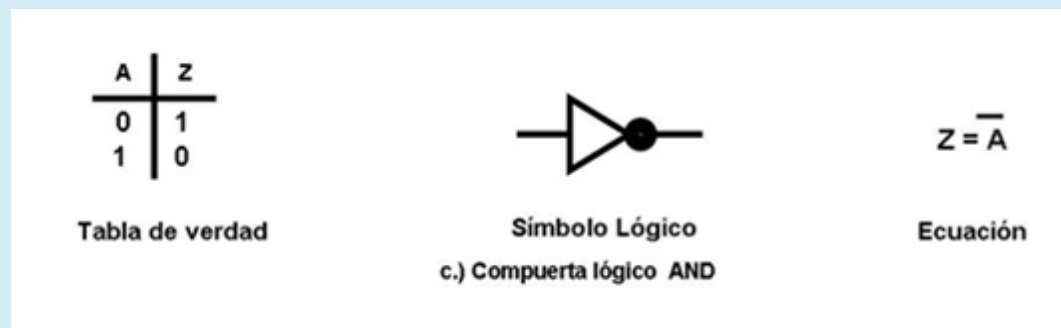 A Z
0 1
1 0
Z = A̅
Tabla de verdad
Símbolo Lógico
Ecuación
c.) Compuerta lógico AND